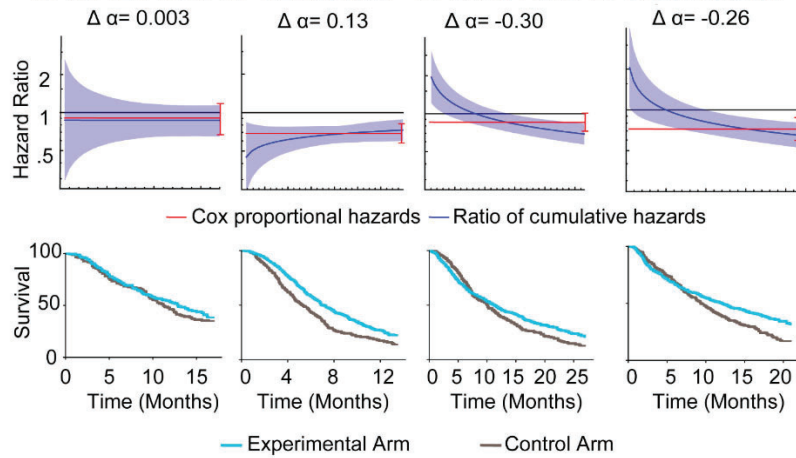 Δ α= 0.003
Δ α= 0.13
Δ α= -0.30
Δ α= -0.26
Hazard Ratio
2
1
.5
Cox proportional hazards
Ratio of cumulative hazards
Survival
100
50
0
0 5 10 15
0 4 8 12
0 5 10 15 20 25
0 5 10 15 20
Time (Months)
Time (Months)
Time (Months)
Time (Months)
Experimental Arm
Control Arm